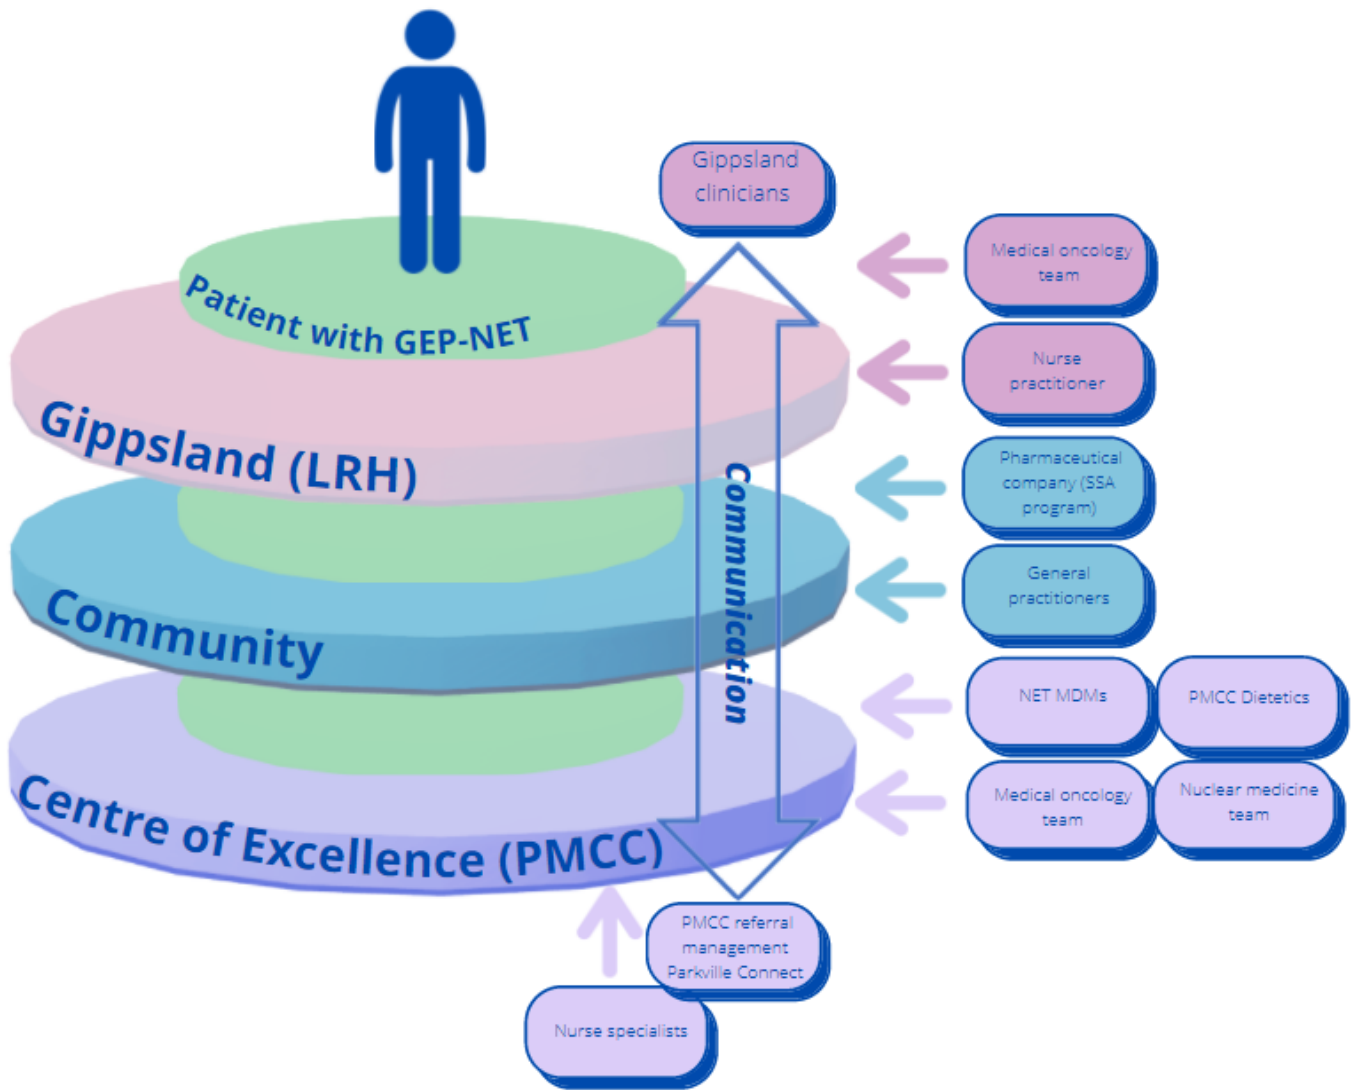 Gippsland
clinicians
Medical oncology
team
Patient with GEP-NET
Nurse
practitioner
Gippsland (LRH)
Pharmaceutical
company (SSA
program)
Communication
General
practitioners
Community
NET MDMs
PMCC Dietetics
Medical oncology
team
Nuclear medicine
team
Centre of Excellence (PMCC)
PMCC referral
management
Parkville Connect
Nurse specialists